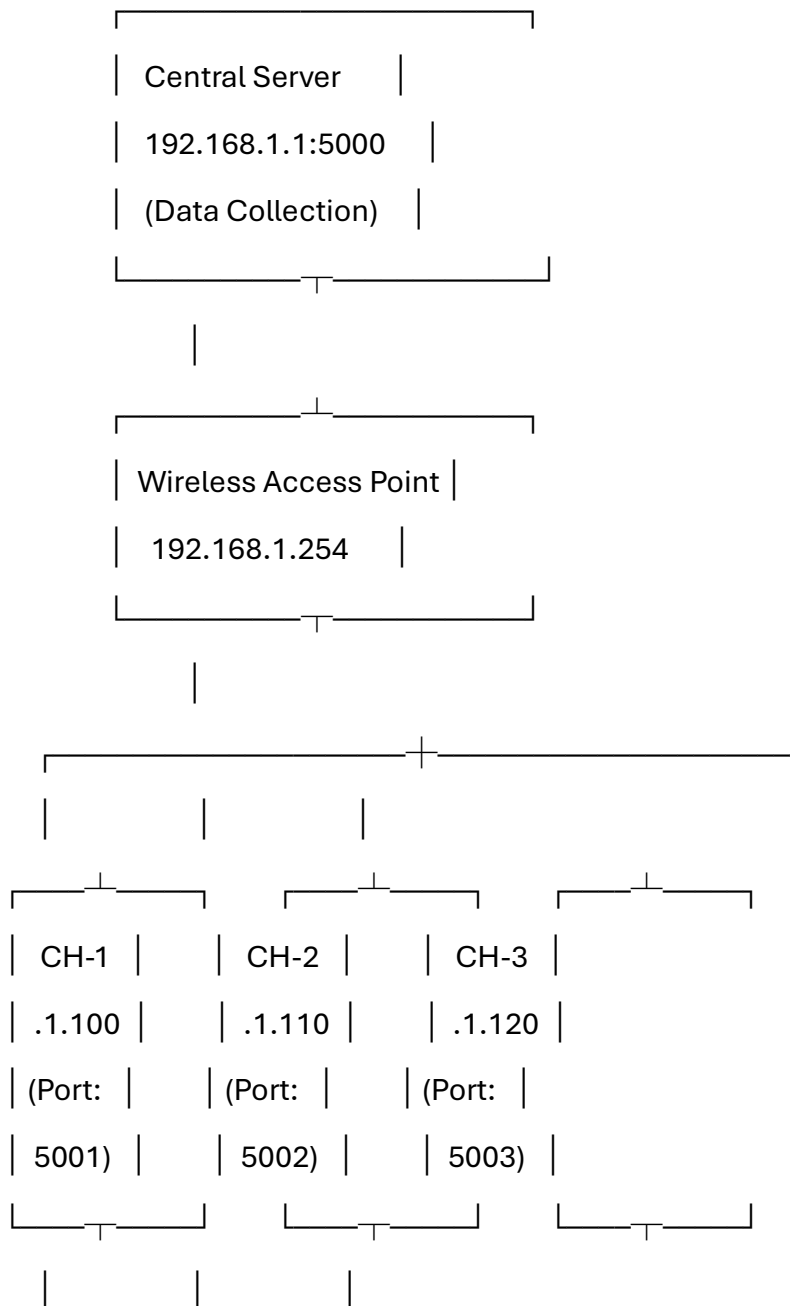 Central Server
192.168.1.1:5000
(Data Collection)
Wireless Access Point
192.168.1.254
CH-1 CH-2 CH-3
.1.100 .1.110 .1.120
(Port: (Port: (Port:
5001) 5002) 5003)